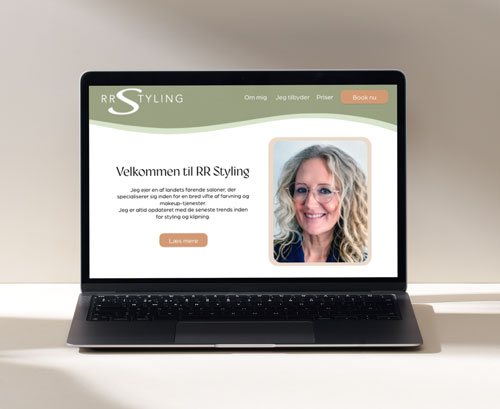 RR STYLING
Om mig Jeg tilbyder Priser Book nu
Velkommen til RR Styling
Jeg ejer en af landets førende saloner, der
specialiserer sig inden for en bred vifte af farvning og
makeup-tjenester.
Jeg er altid opdateret med de seneste trends inden
for styling og klipning.
Læs mere